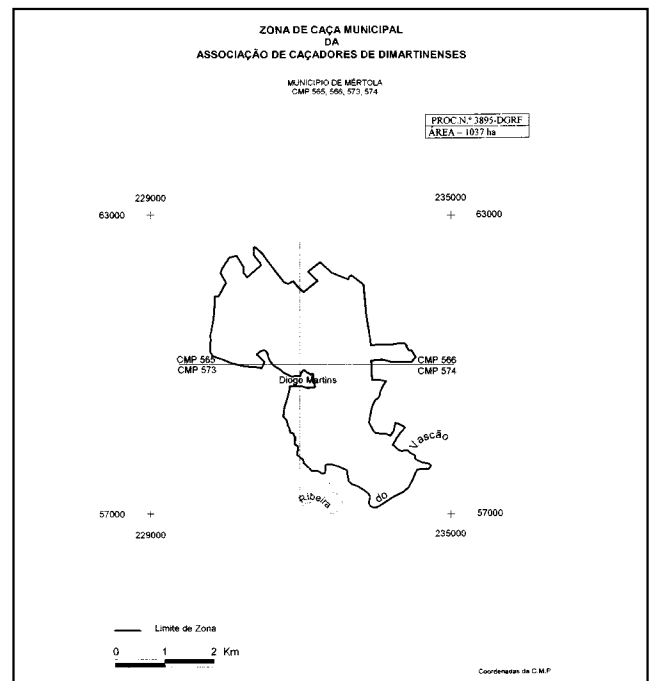 ZONA DE CAÇA MUNICIPAL
DA
ASSOCIAÇÃO DE CAÇADORES DE DIMARTINENSES
MUNICIPIO DE MÉRTOLA
CMP 565, 566, 573, 574
PROC.N.º 3895-DGRF
ÁREA – 1037 ha
229000 235000
63000 63000
CMP 565 CMP 566
CMP 573 CMP 574
Diogo Martins
Ribeira do Vascão
57000 57000
229000 235000
Limite de Zona
0 1 2 Km
Coordenadas da C.M.P